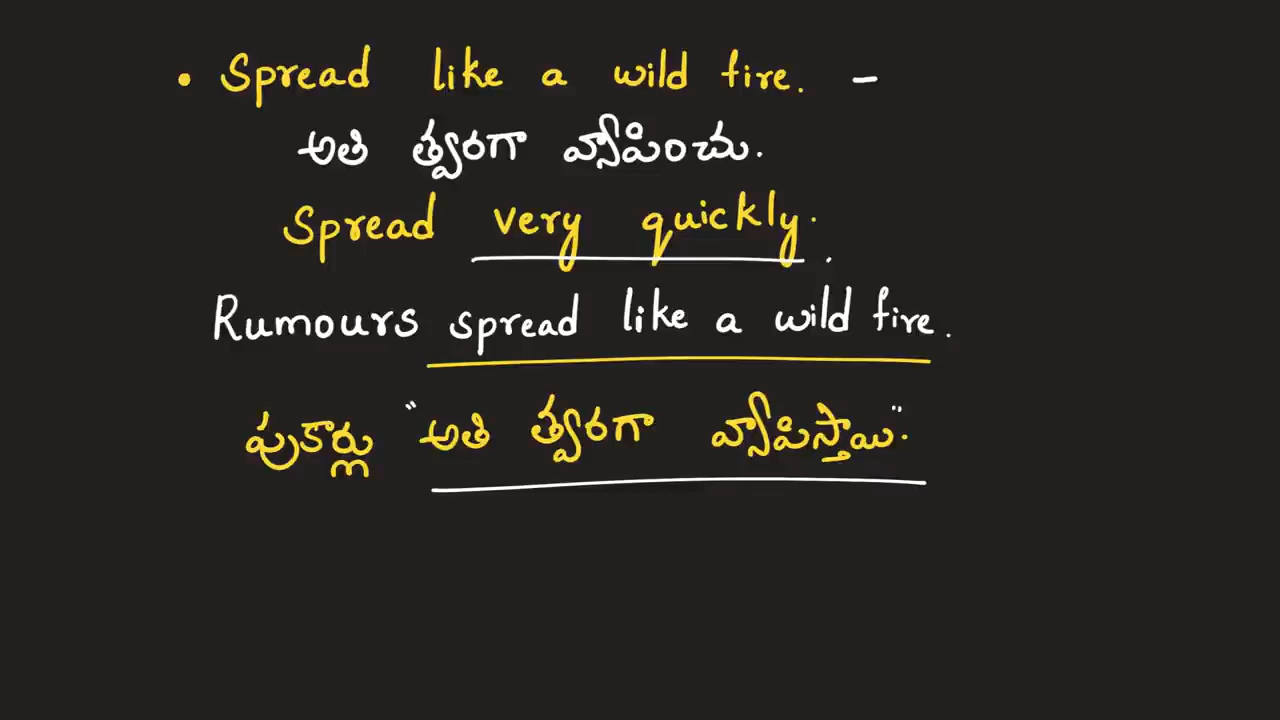 • Spread like a wild fire. –
అతి త్వరగా వ్యాపించు.
Spread very quickly.
Rumours spread like a wild fire.
పుకార్లు "అతి త్వరగా వ్యాపిస్తాయి".